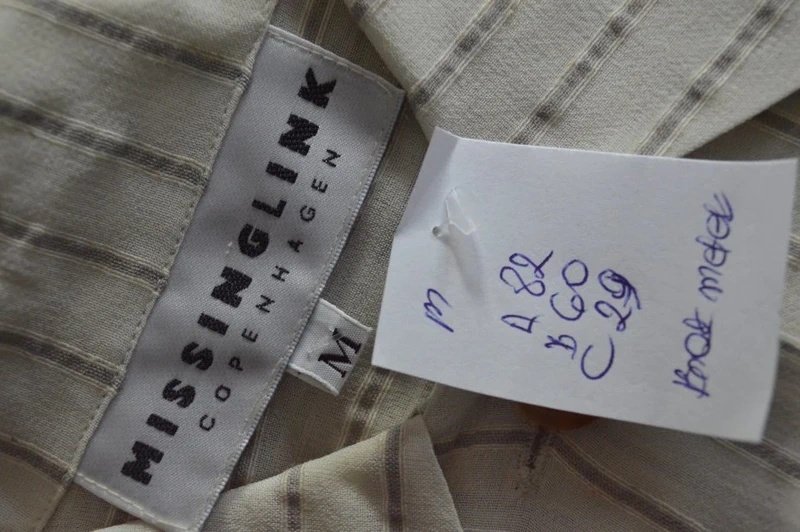 MISSINGLINK
COPENHAGEN
M
M
A 82
B 60
C 29